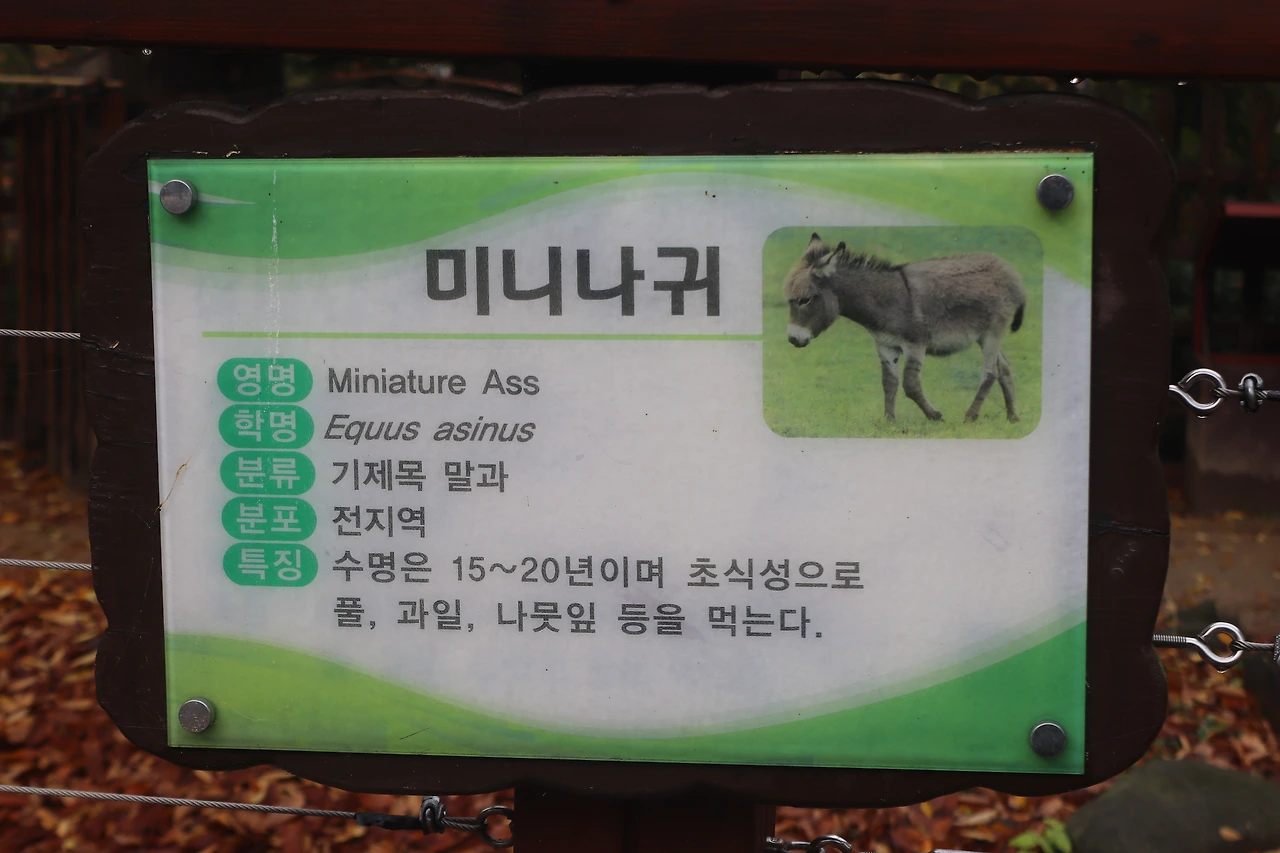 미니나귀
영명 Miniature Ass
학명 Equus asinus
분류 기제목 말과
분포 전지역
특징 수명은 15~20년이며 초식성으로
풀, 과일, 나뭇잎 등을 먹는다.